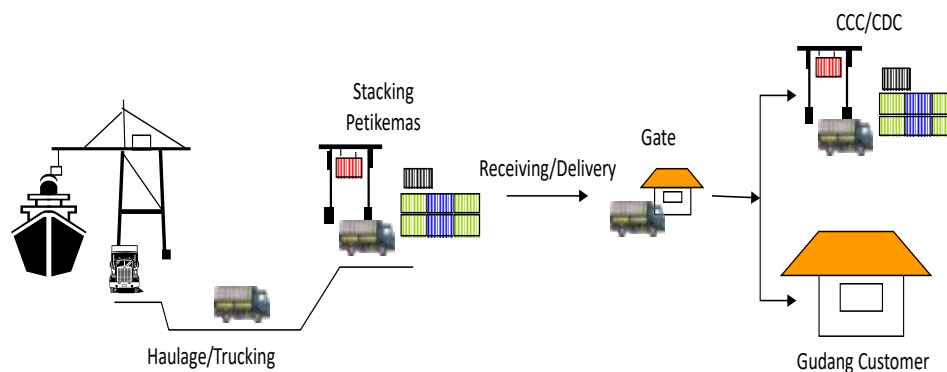 CCC/CDC
Stacking
Petikemas
Gate
Receiving/Delivery
Haulage/Trucking
Gudang Customer